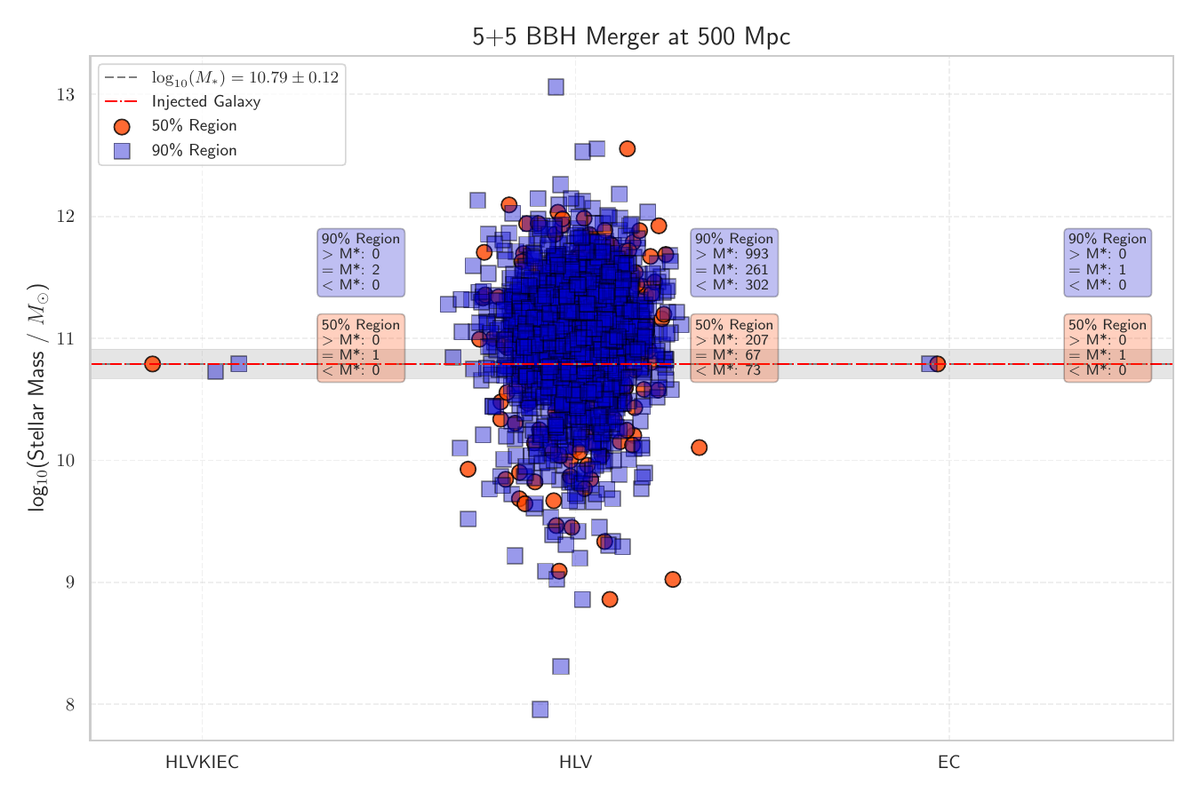 5+5 BBH Merger at 500 Mpc
log₁₀(M*) = 10.79 ± 0.12
Injected Galaxy
50% Region
90% Region
log₁₀(Stellar Mass / M⊙)
13
12
11
10
9
8
90% Region
> M*: 0
= M*: 2
< M*: 0
50% Region
> M*: 0
= M*: 1
< M*: 0
90% Region
> M*: 993
= M*: 261
< M*: 302
50% Region
> M*: 207
= M*: 67
< M*: 73
90% Region
> M*: 0
= M*: 1
< M*: 0
50% Region
> M*: 0
= M*: 1
< M*: 0
HLVKIEC
HLV
EC